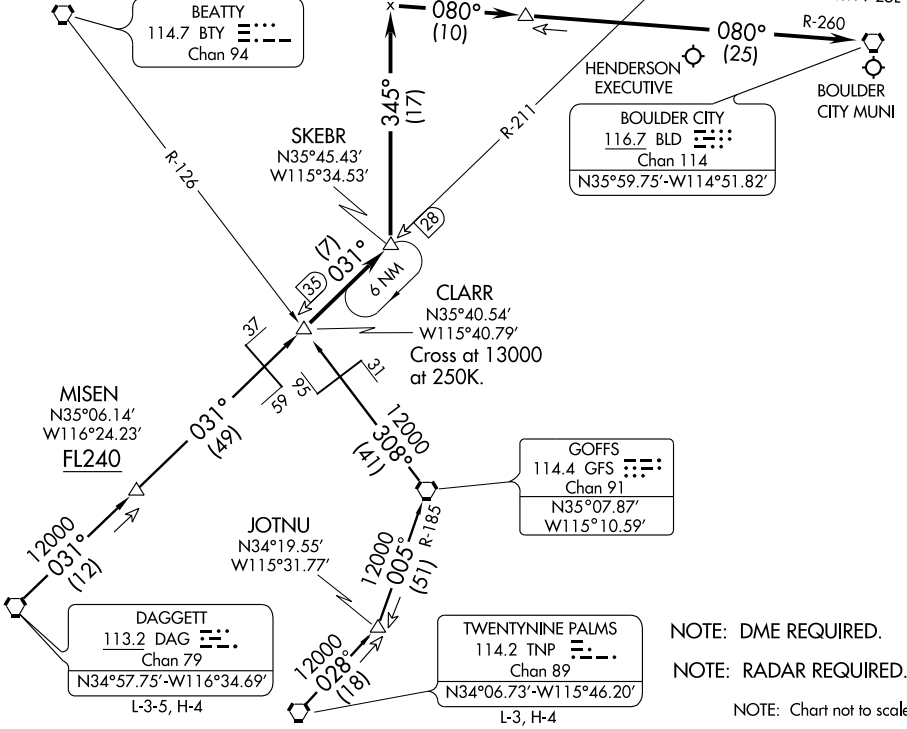 BEATTY
114.7 BTY
Chan 94
x
080°
(10)
080°
(25)
R-260
HENDERSON
EXECUTIVE
BOULDER
CITY MUNI
345°
(17)
R-211
BOULDER CITY
116.7 BLD
Chan 114
N35°59.75'-W114°51.82'
SKEBR
N35°45.43'
W115°34.53'
R-126
28
(7)
031°
35
6 NM
CLARR
N35°40.54'
W115°40.79'
Cross at 13000
at 250K.
37
59
95
31
MISEN
N35°06.14'
W116°24.23'
FL240
031°
(49)
12000
308°
(41)
GOFFS
114.4 GFS
Chan 91
N35°07.87'
W115°10.59'
JOTNU
N34°19.55'
W115°31.77'
12000
005°
(51)
R-185
12000
031°
(12)
DAGGETT
113.2 DAG
Chan 79
N34°57.75'-W116°34.69'
L-3-5, H-4
12000
028°
(18)
TWENTYNINE PALMS
114.2 TNP
Chan 89
N34°06.73'-W115°46.20'
L-3, H-4
NOTE: DME REQUIRED.
NOTE: RADAR REQUIRED.
NOTE: Chart not to scale